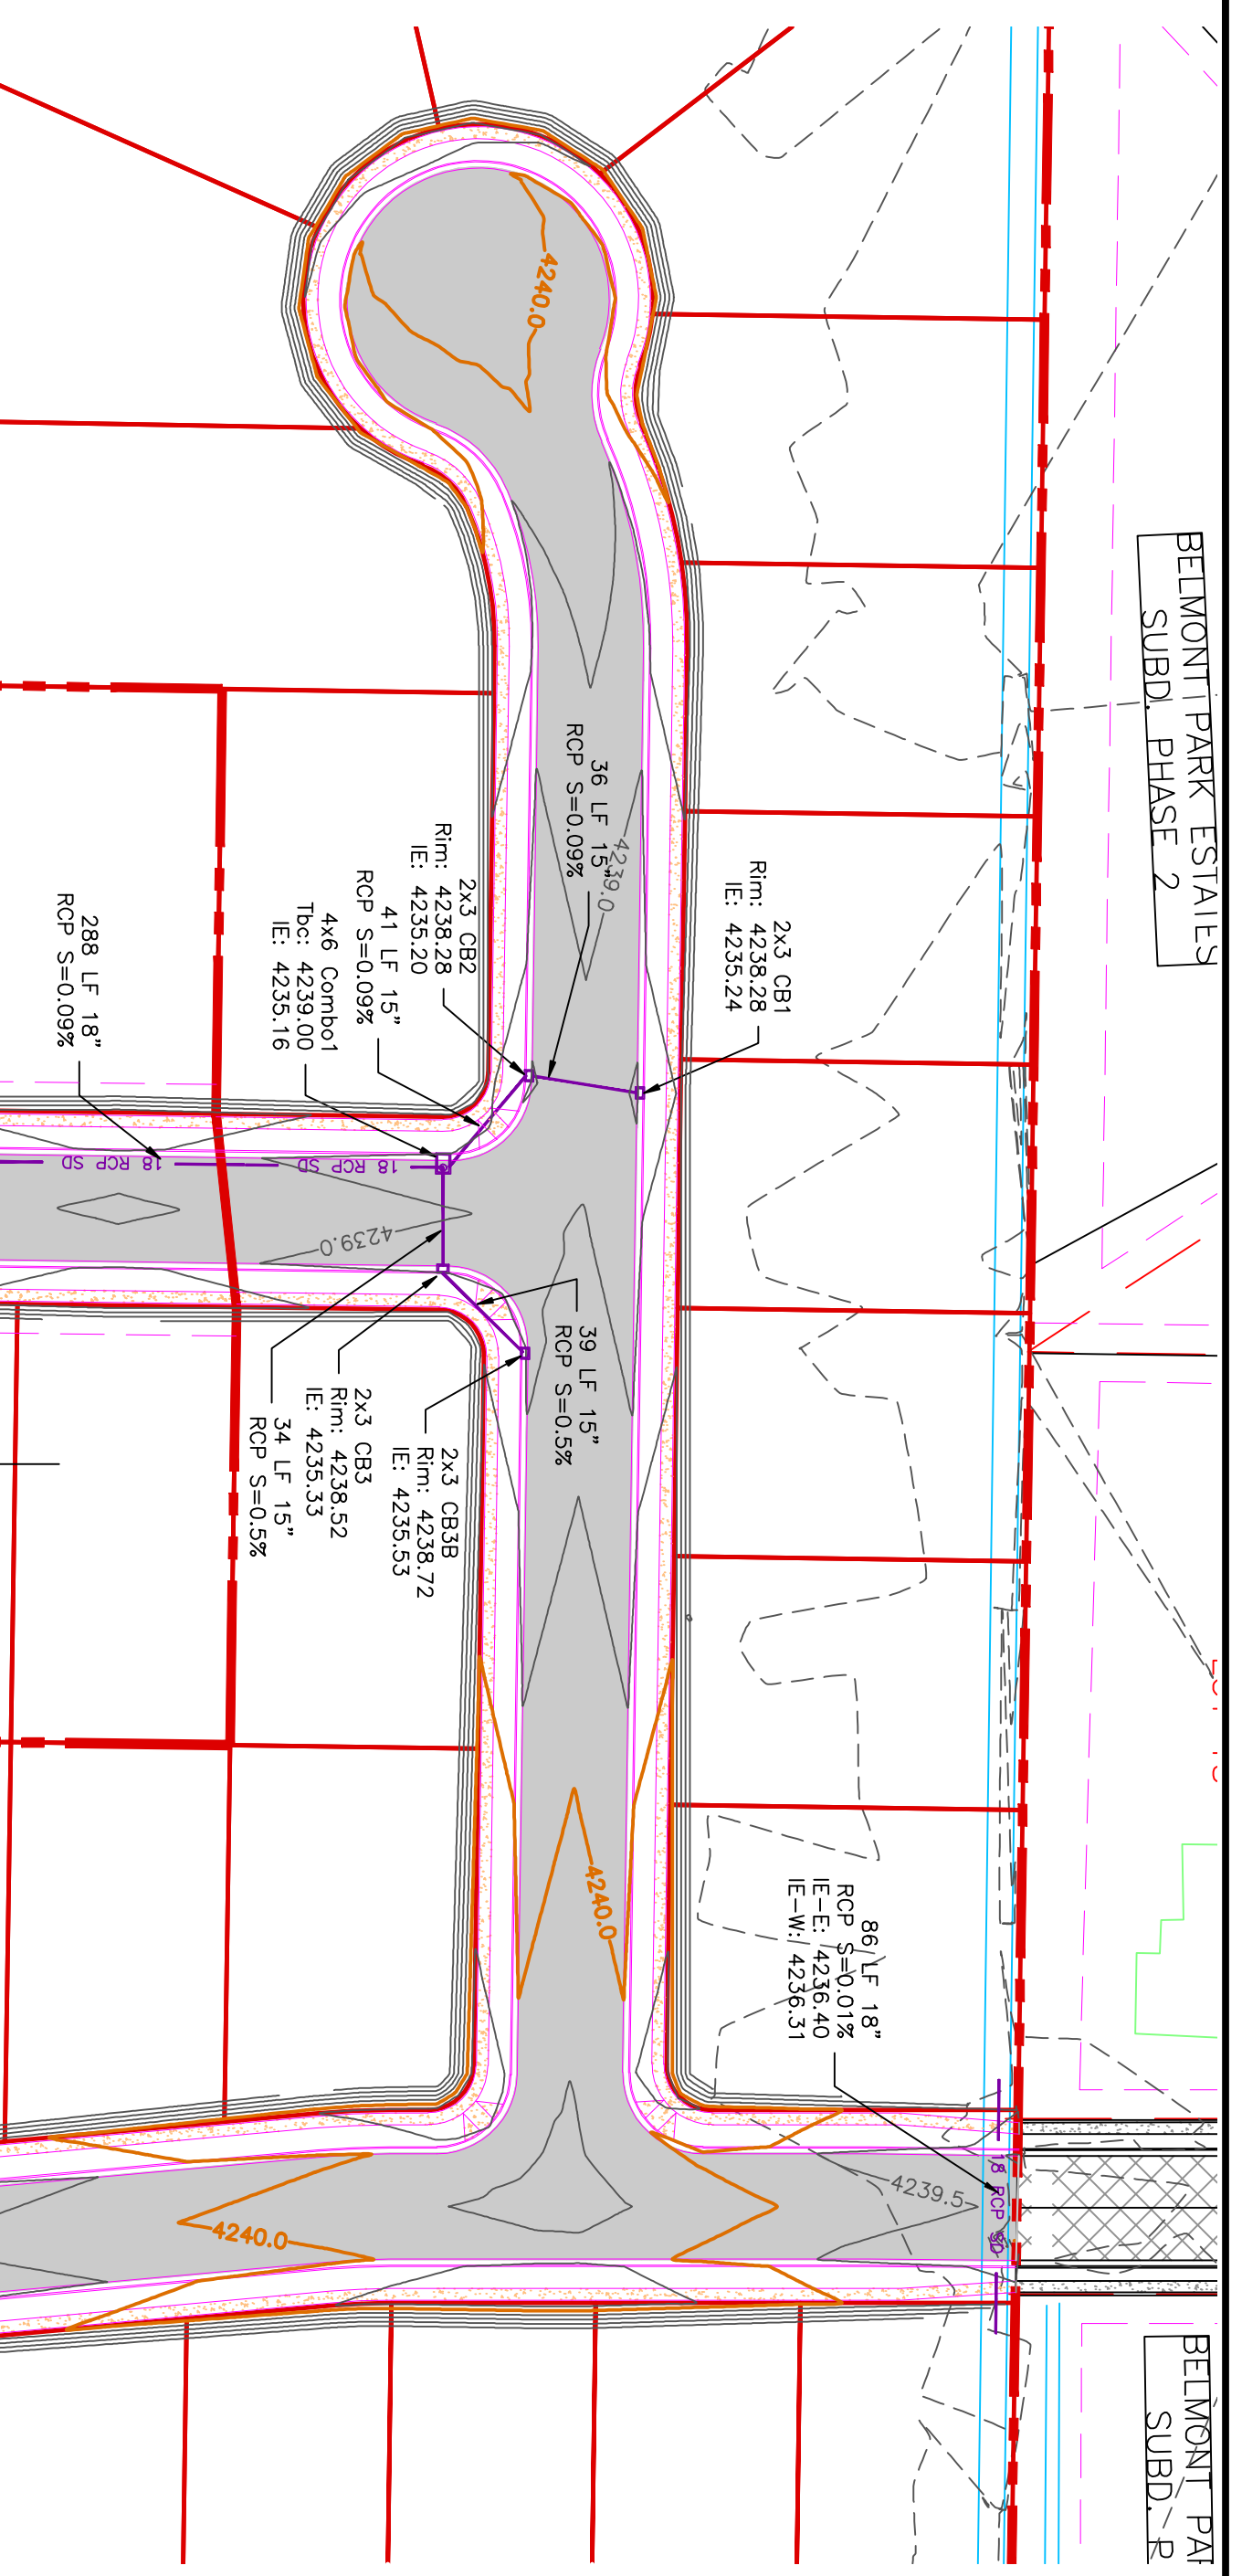 BELMONT PARK ESTATES
SUBD. PHASE 2
4240.0
36 LF 15"
RCP S=0.09%
4239.0
2x3 CB1
Rim: 4238.28
IE: 4235.24
2x3 CB2
Rim: 4238.28
IE: 4235.20
41 LF 15"
RCP S=0.09%
4x6 Combo1
Tbc: 4239.00
IE: 4235.16
288 LF 18"
RCP S=0.09%
18 RCP SD
18 RCP SD
4239.0
39 LF 15"
RCP S=0.5%
2x3 CB3B
Rim: 4238.72
IE: 4235.53
2x3 CB3
Rim: 4238.52
IE: 4235.33
34 LF 15"
RCP S=0.5%
4240.0
86 LF 18"
RCP S=0.01%
IE-E: 4236.40
IE-W: 4236.31
4239.5
18 RCP SD
4240.0
BELMONT PA
SUBD. P